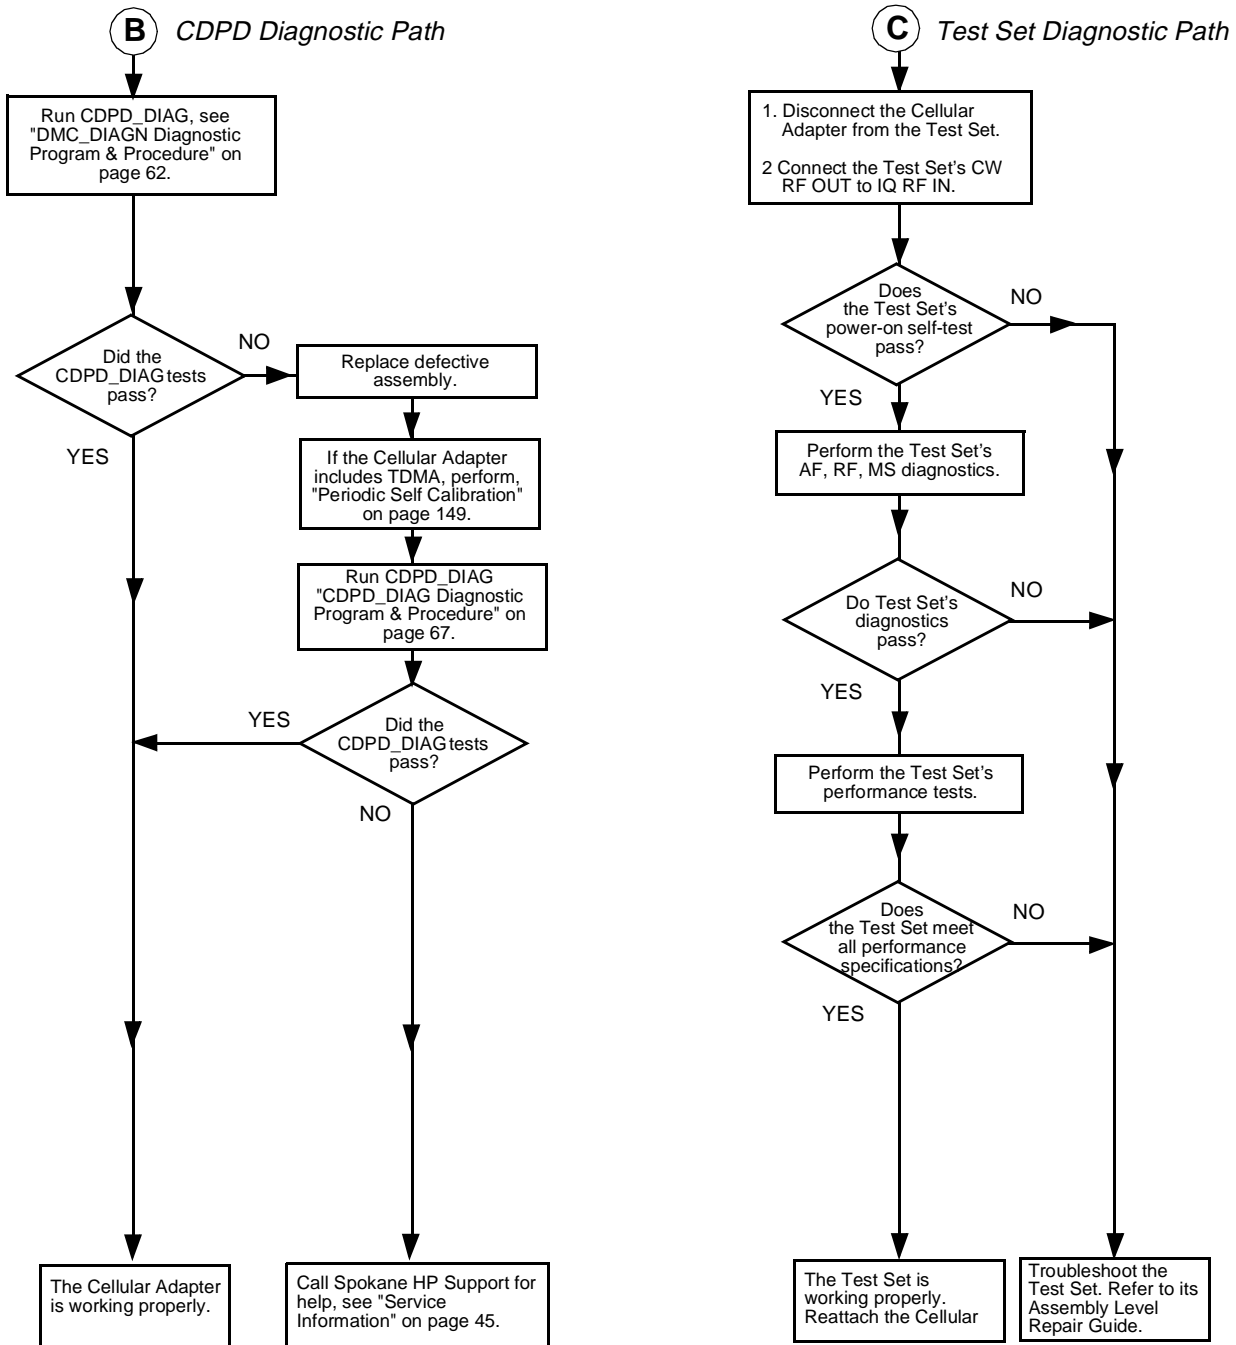 B CDPD Diagnostic Path
Run CDPD_DIAG, see
"DMC_DIAGN Diagnostic
Program & Procedure" on
page 62.
Did the
CDPD_DIAG tests
pass?
NO
YES
Replace defective
assembly.
If the Cellular Adapter
includes TDMA, perform,
"Periodic Self Calibration"
on page 149.
Run CDPD_DIAG
"CDPD_DIAG Diagnostic
Program & Procedure" on
page 67.
Did the
CDPD_DIAG tests
pass?
YES
NO
The Cellular Adapter
is working properly.
Call Spokane HP Support for
help, see "Service
Information" on page 45.
C Test Set Diagnostic Path
1. Disconnect the Cellular
Adapter from the Test Set.
2 Connect the Test Set's CW
RF OUT to IQ RF IN.
Does
the Test Set's
power-on self-test
pass?
NO
YES
Perform the Test Set's
AF, RF, MS diagnostics.
Do Test Set's
diagnostics
pass?
NO
YES
Perform the Test Set's
performance tests.
Does
the Test Set meet
all performance
specifications?
NO
YES
The Test Set is
working properly.
Reattach the Cellular
Troubleshoot the
Test Set. Refer to its
Assembly Level
Repair Guide.